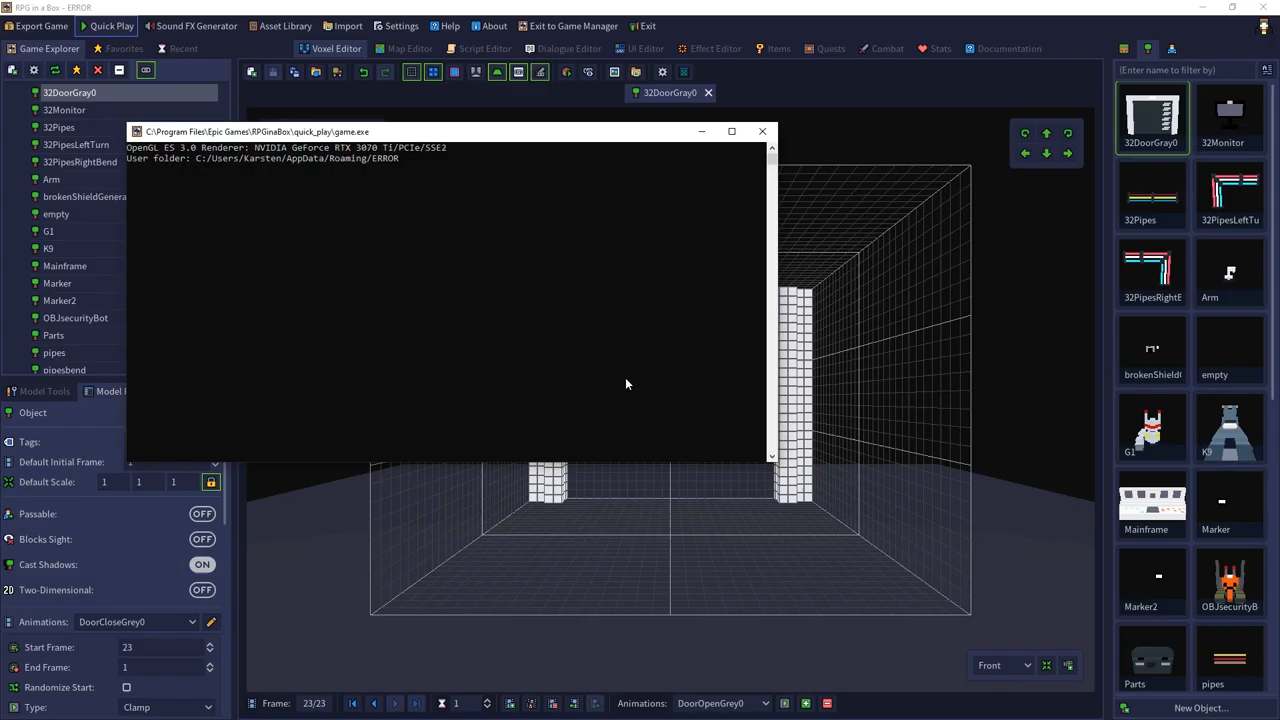 RPG in a Box - ERROR
Export Game Quick Play Sound FX Generator Asset Library Import Settings Help About Exit to Game Manager Exit
Game Explorer Favorites Recent Voxel Editor Map Editor Script Editor Dialogue Editor UI Editor Effect Editor Items Quests Combat Stats Documentation
(Enter name to filter by)
32DoorGray0
32Monitor
32Pipes
32PipesLeftTurn
32PipesRightBend
Arm
brokenShieldGenera
empty
G1
K9
Mainframe
Marker
Marker2
OBJsecurityBot
Parts
pipes
pipesbend
32DoorGray0
C:\Program Files\Epic Games\RPGinaBox\quick_play\game.exe
OpenGL ES 3.0 Renderer: NVIDIA GeForce RTX 3070 Ti/PCIe/SSE2
User folder: C:/Users/Karsten/AppData/Roaming/ERROR
Model Tools Model
Object
Tags:
Default Initial Frame: 1
Default Scale: 1 1 1
Passable: OFF
Blocks Sight: OFF
Cast Shadows: ON
2D Two-Dimensional: OFF
Animations: DoorCloseGrey0
Start Frame: 23
End Frame: 1
Randomize Start:
Type: Clamp
Front
Frame: 23/23 1 Animations: DoorOpenGrey0
32DoorGray0 32Monitor
32Pipes 32PipesLeftTu
32PipesRightB Arm
brokenShield empty
G1 K9
Mainframe Marker
Marker2 OBJsecurityB
Parts pipes
New Object...